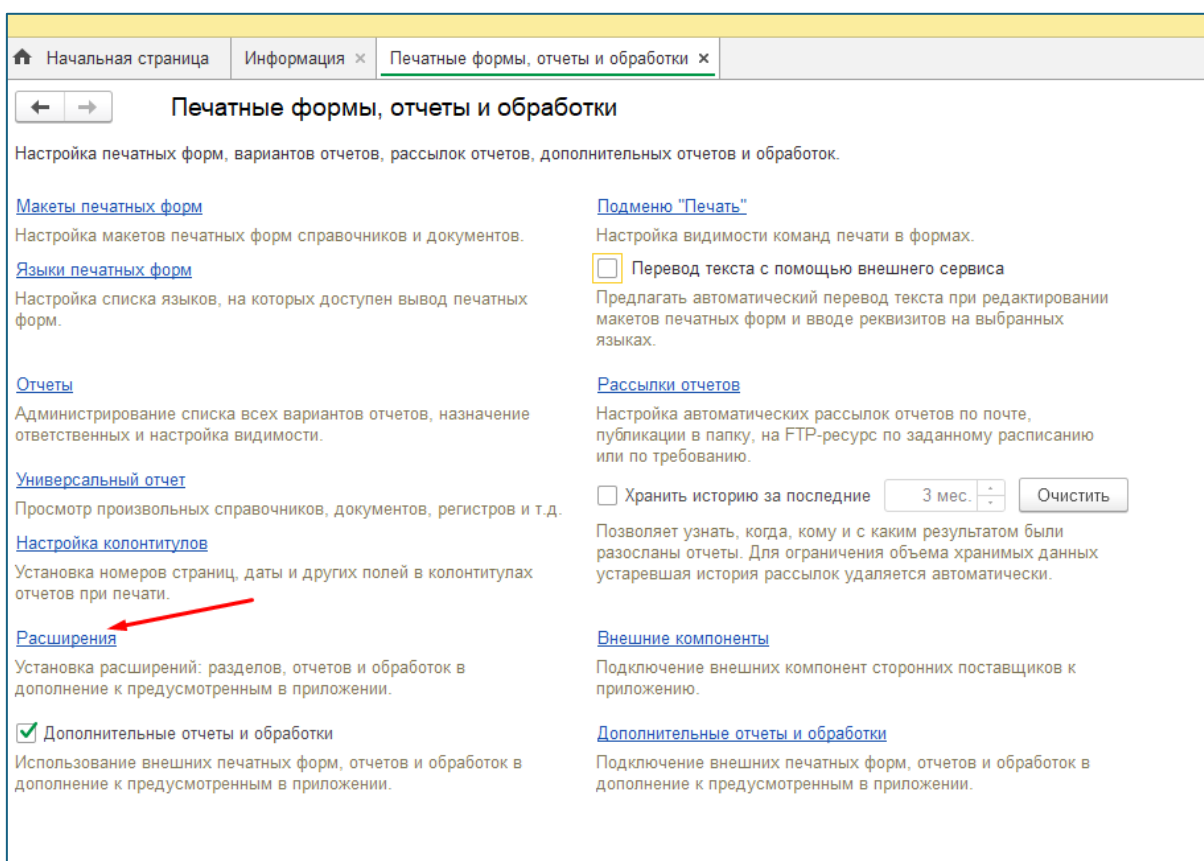 Начальная страница
Информация ×
Печатные формы, отчеты и обработки ×
Печатные формы, отчеты и обработки
Настройка печатных форм, вариантов отчетов, рассылок отчетов, дополнительных отчетов и обработок.
Макеты печатных форм
Настройка макетов печатных форм справочников и документов.
Языки печатных форм
Настройка списка языков, на которых доступен вывод печатных
форм.
Подменю "Печать"
Настройка видимости команд печати в формах.
Перевод текста с помощью внешнего сервиса
Предлагать автоматический перевод текста при редактировании
макетов печатных форм и вводе реквизитов на выбранных
языках.
Отчеты
Администрирование списка всех вариантов отчетов, назначение
ответственных и настройка видимости.
Универсальный отчет
Просмотр произвольных справочников, документов, регистров и т.д.
Настройка колонтитулов
Установка номеров страниц, даты и других полей в колонтитулах
отчетов при печати.
Рассылки отчетов
Настройка автоматических рассылок отчетов по почте,
публикации в папку, на FTP-ресурс по заданному расписанию
или по требованию.
Хранить историю за последние 3 мес. Очистить
Позволяет узнать, когда, кому и с каким результатом были
разосланы отчеты. Для ограничения объема хранимых данных
устаревшая история рассылок удаляется автоматически.
Расширения
Установка расширений: разделов, отчетов и обработок в
дополнение к предусмотренным в приложении.
Внешние компоненты
Подключение внешних компонент сторонних поставщиков к
приложению.
Дополнительные отчеты и обработки
Использование внешних печатных форм, отчетов и обработок в
дополнение к предусмотренным в приложении.
Дополнительные отчеты и обработки
Подключение внешних печатных форм, отчетов и обработок в
дополнение к предусмотренным в приложении.